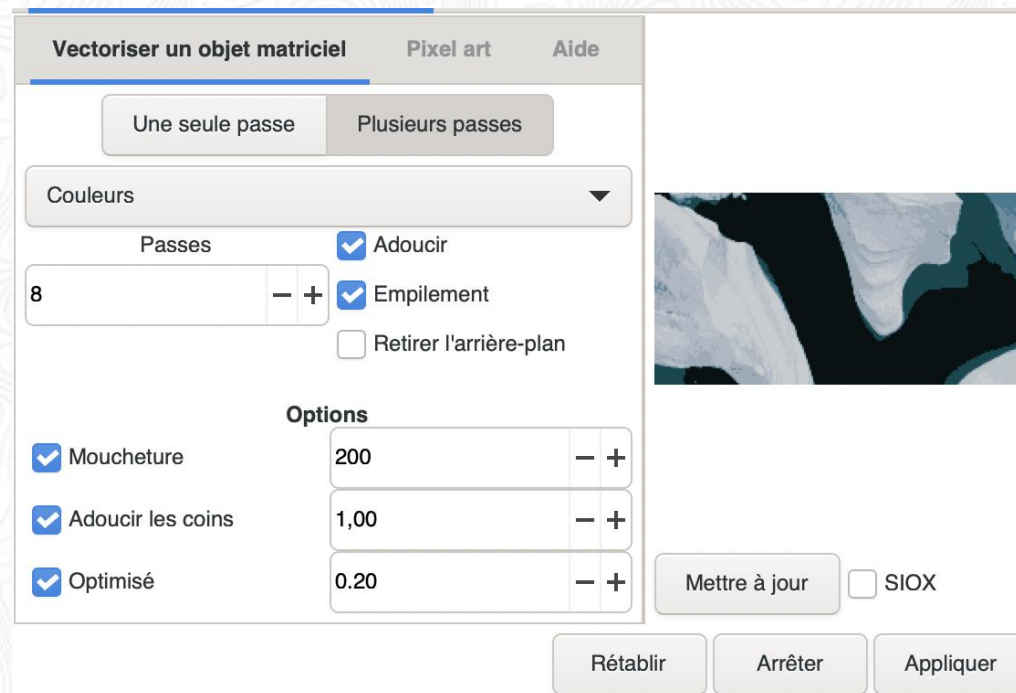 Vectoriser un objet matriciel Pixel art Aide
Une seule passe Plusieurs passes
Couleurs
Passes Adoucir
8 Empilement
Retirer l'arrière-plan
Options
Moucheture 200
Adoucir les coins 1,00
Optimisé 0.20
Mettre à jour SIOX
Rétablir Arrêter Appliquer